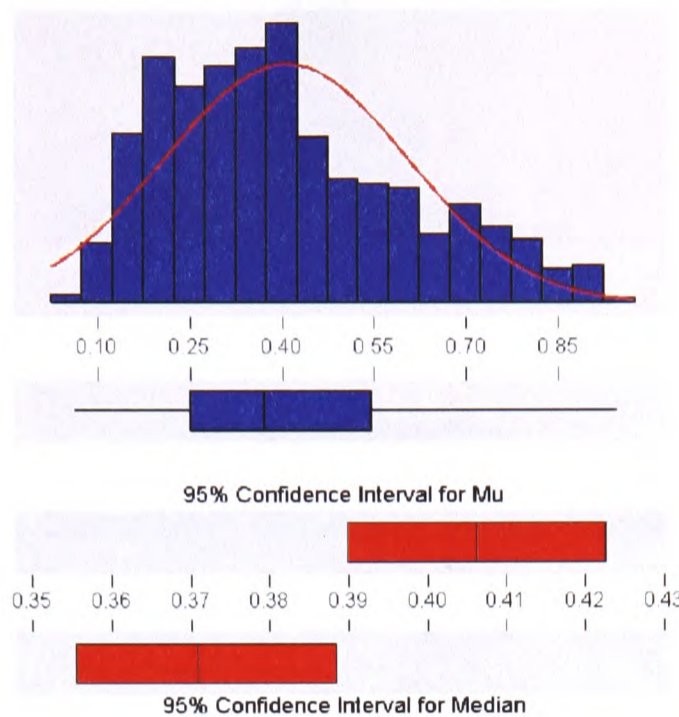 0.10 0.25 0.40 0.55 0.70 0.85
95% Confidence Interval for Mu
0.35 0.36 0.37 0.38 0.39 0.40 0.41 0.42 0.43
95% Confidence Interval for Median